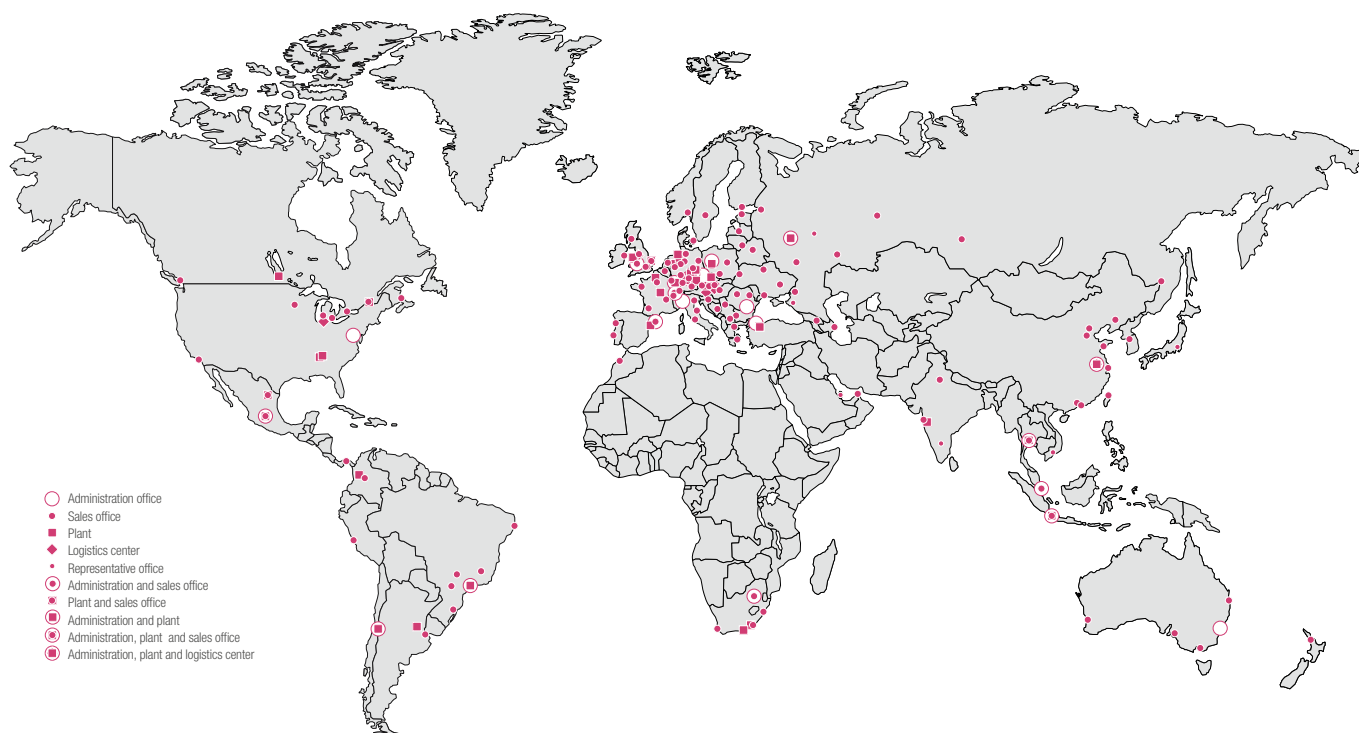 Administration office
Sales office
Plant
Logistics center
Representative office
Administration and sales office
Plant and sales office
Administration and plant
Administration, plant and sales office
Administration, plant and logistics center